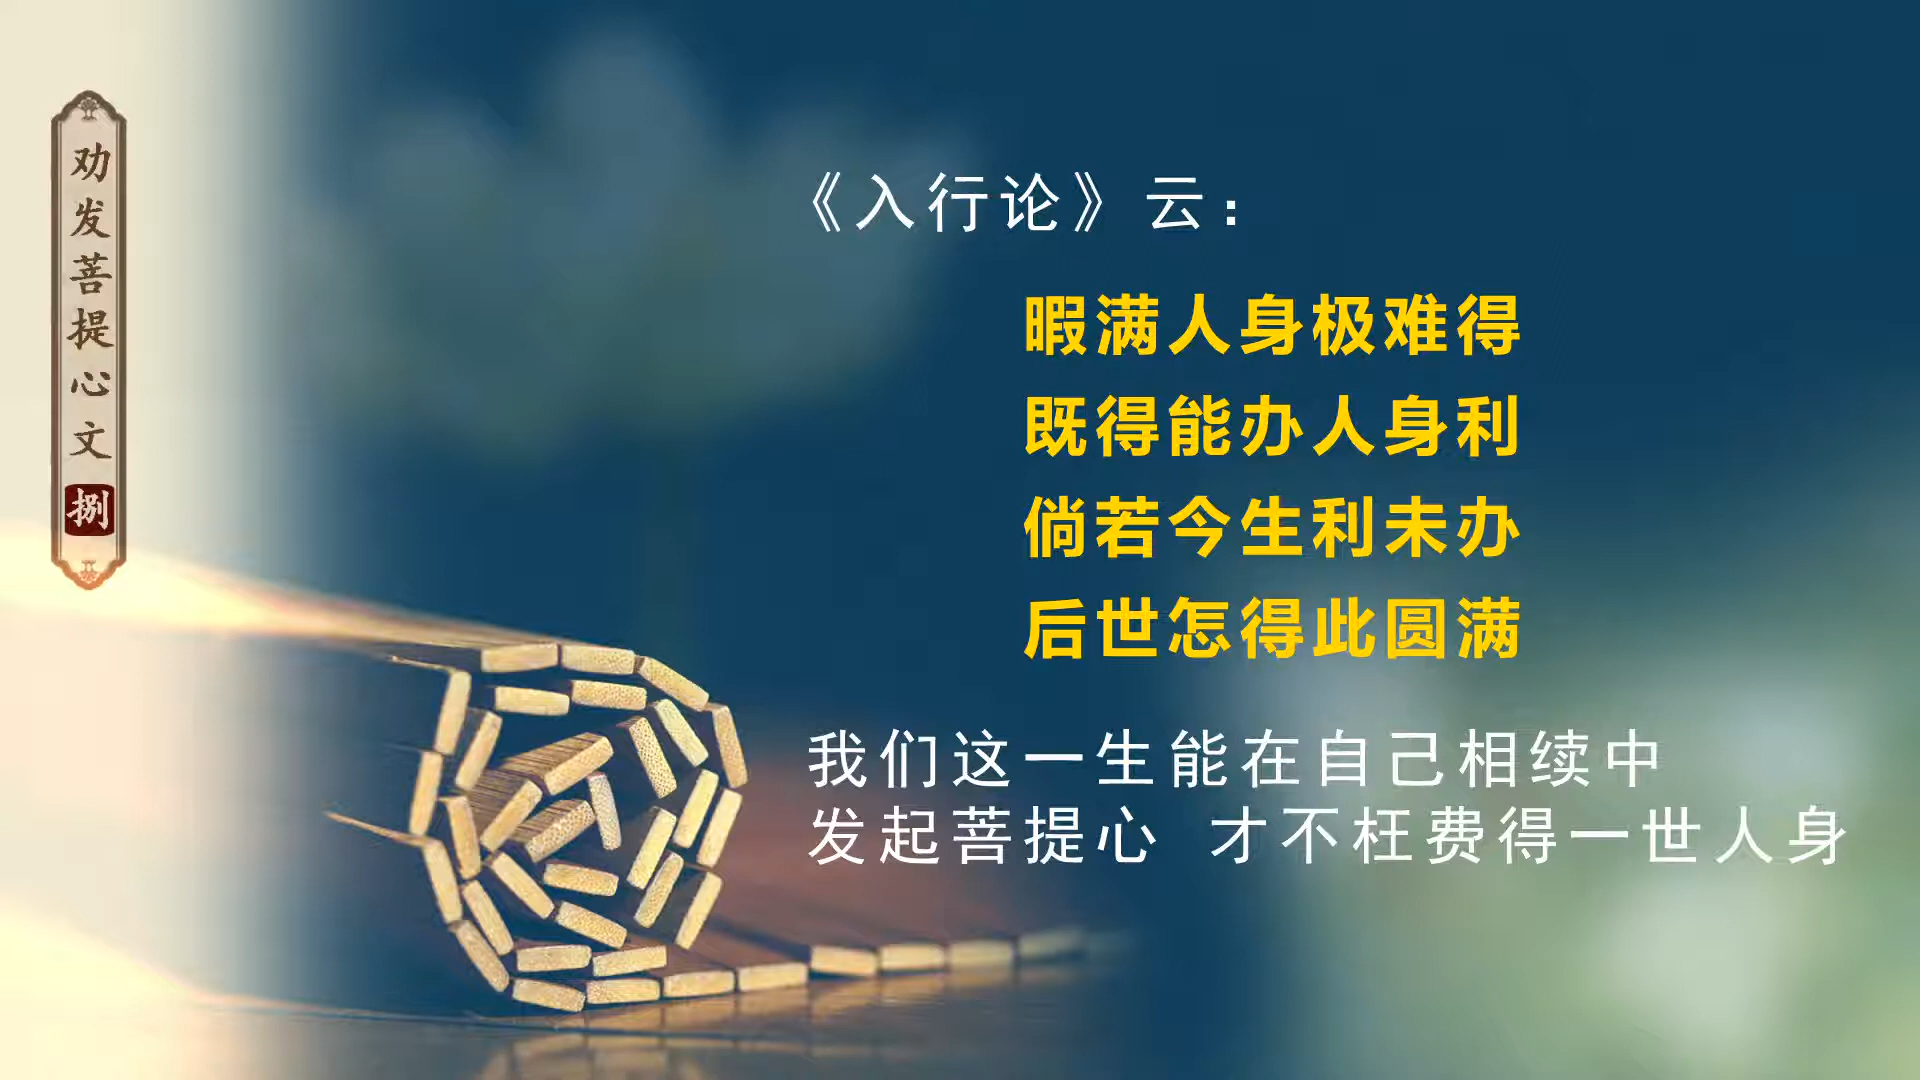 劝发菩提心文 捌
《入行论》云：
暇满人身极难得
既得能办人身利
倘若今生利未办
后世怎得此圆满
我们这一生能在自己相续中
发起菩提心 才不枉费得一世人身